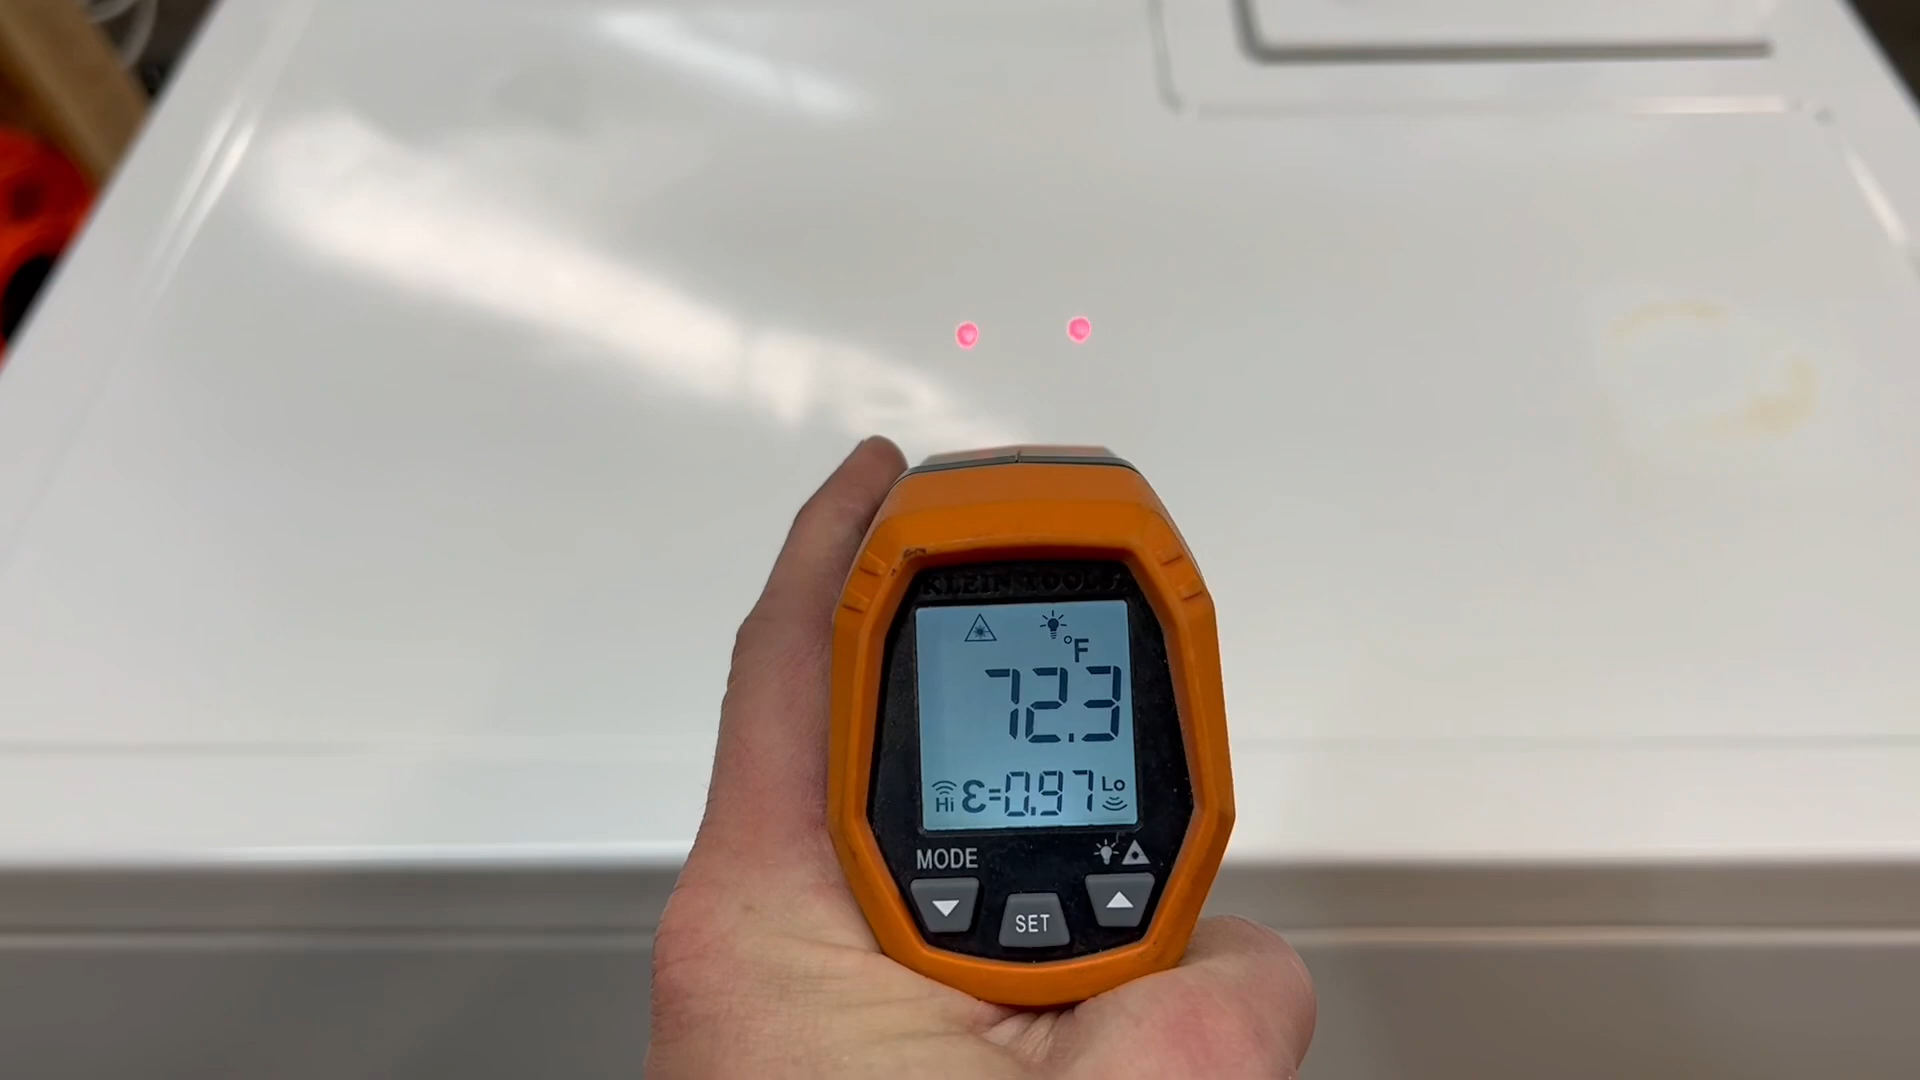 KLEIN TOOLS
°F
72.3
Hi ε=0.97 Lo
MODE
SET